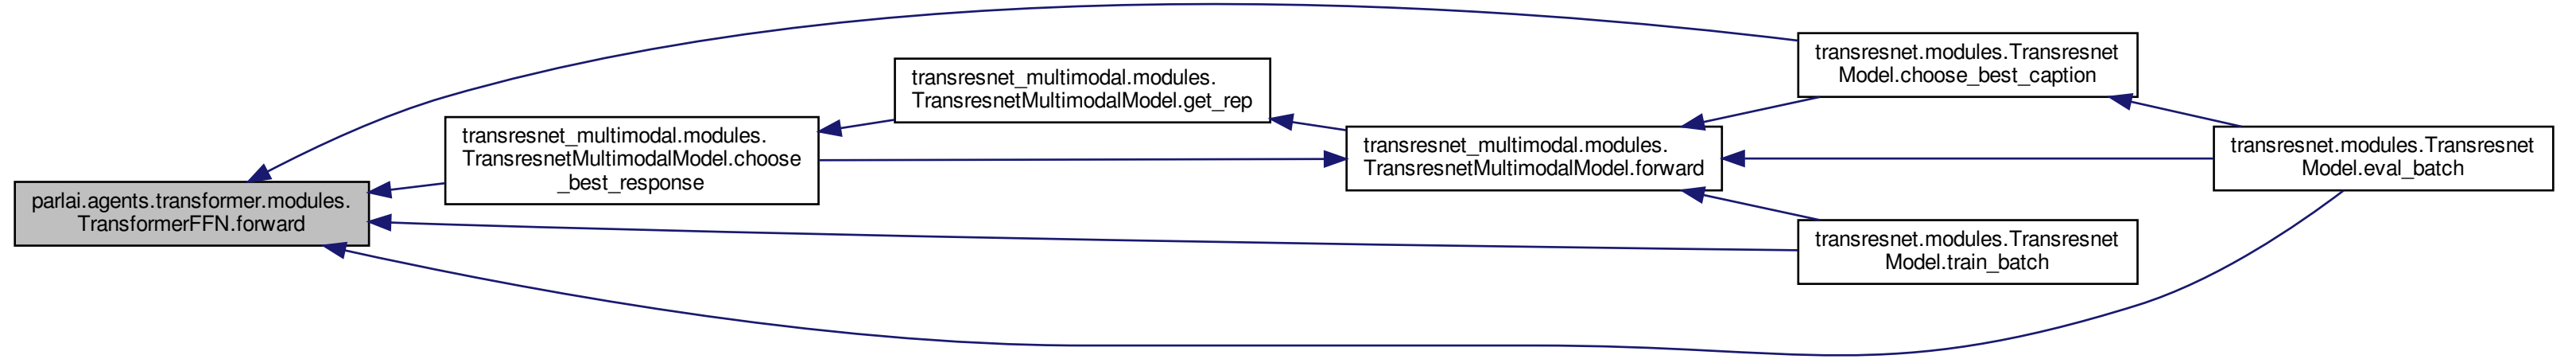 parlai.agents.transformer.modules.
TransformerFFN.forward
transresnet_multimodal.modules.
TransresnetMultimodalModel.choose
_best_response
transresnet_multimodal.modules.
TransresnetMultimodalModel.get_rep
transresnet_multimodal.modules.
TransresnetMultimodalModel.forward
transresnet.modules.Transresnet
Model.choose_best_caption
transresnet.modules.Transresnet
Model.eval_batch
transresnet.modules.Transresnet
Model.train_batch